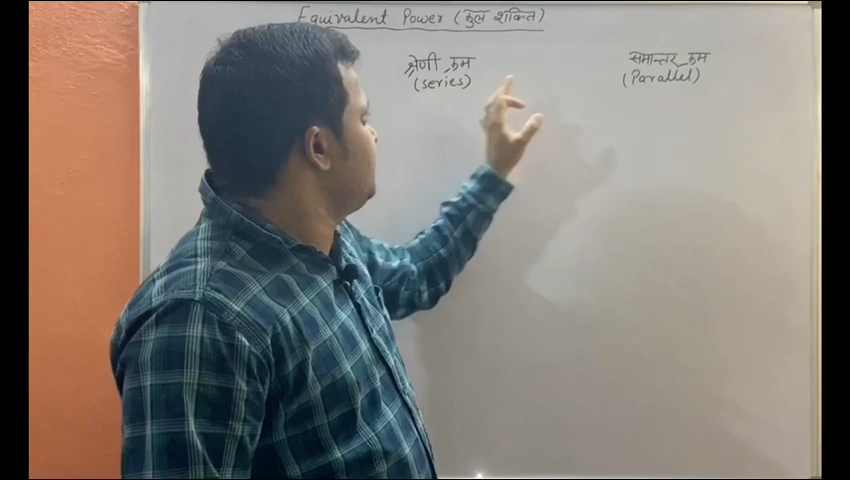 Equivalent Power (कुल शक्ति)
श्रेणी क्रम
(series)
समान्तर क्रम
(Parallel)